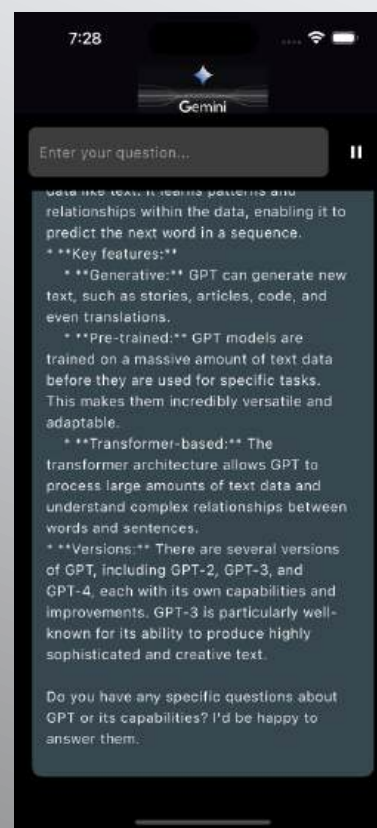 7:28
Gemini
Enter your question...
data like text. It learns patterns and
relationships within the data, enabling it to
predict the next word in a sequence.
* **Key features:**
* **Generative:** GPT can generate new
text, such as stories, articles, code, and
even translations.
* **Pre-trained:** GPT models are
trained on a massive amount of text data
before they are used for specific tasks.
This makes them incredibly versatile and
adaptable.
* **Transformer-based:** The
transformer architecture allows GPT to
process large amounts of text data and
understand complex relationships between
words and sentences.
* **Versions:** There are several versions
of GPT, including GPT-2, GPT-3, and
GPT-4, each with its own capabilities and
improvements. GPT-3 is particularly well-
known for its ability to produce highly
sophisticated and creative text.
Do you have any specific questions about
GPT or its capabilities? I'd be happy to
answer them.